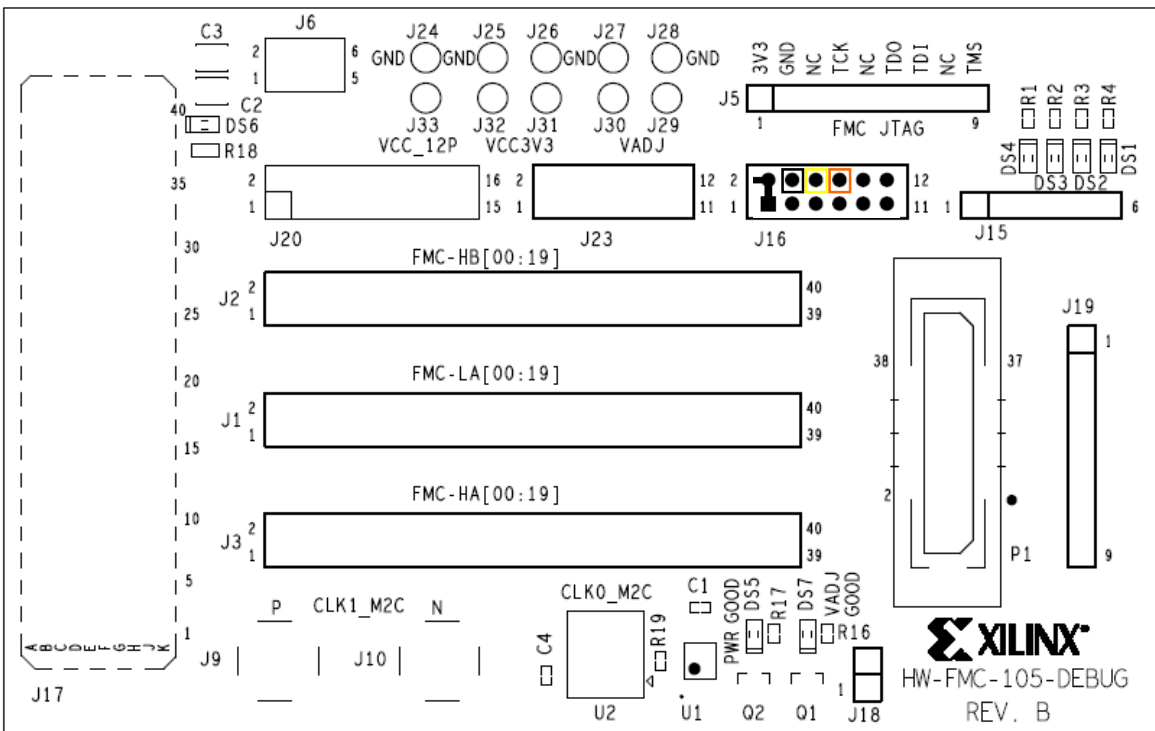 C3 J6 J24 J25 J26 J27 J28
2 6 GND GND GND GND
1 5
3V3 GND NC TCK NC TDO TDI NC TMS
J5 1 FMC JTAG 9
R1 R2 R3 R4
40 C2
DS6
R18
J33 J32 J31 J30 J29
VCC_12P VCC3V3 VADJ
DS4 DS3 DS2 DS1
35
2 16 2 12 2 12
1 15 1 11 1 11 1 6
J20 J23 J16 J15
30
FMC-HB[00:19]
J2 2 40
1 39
25
J19
1
38 37
20
FMC-LA[00:19]
J1 2 40
1 39
15
FMC-HA[00:19]
2
10
J3 2 40
1 39
P1 9
5
P CLK1_M2C N
CLK0_M2C C1
PWR GOOD DS5 R17 DS7 VADJ GOOD
1
A B C D E F G H J K
J9 J10 C4 R19 R16
J17
U2 U1 Q2 Q1 1 J18
XILINX
HW-FMC-105-DEBUG
REV. B